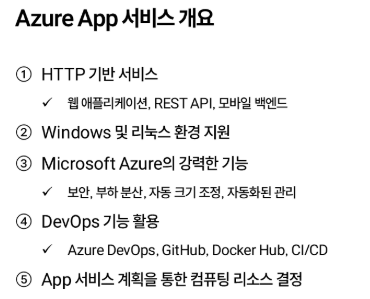 Azure App 서비스 개요
① HTTP 기반 서비스
✓ 웹 애플리케이션, REST API, 모바일 백엔드
② Windows 및 리눅스 환경 지원
③ Microsoft Azure의 강력한 기능
✓ 보안, 부하 분산, 자동 크기 조정, 자동화된 관리
④ DevOps 기능 활용
✓ Azure DevOps, GitHub, Docker Hub, CI/CD
⑤ App 서비스 계획을 통한 컴퓨팅 리소스 결정